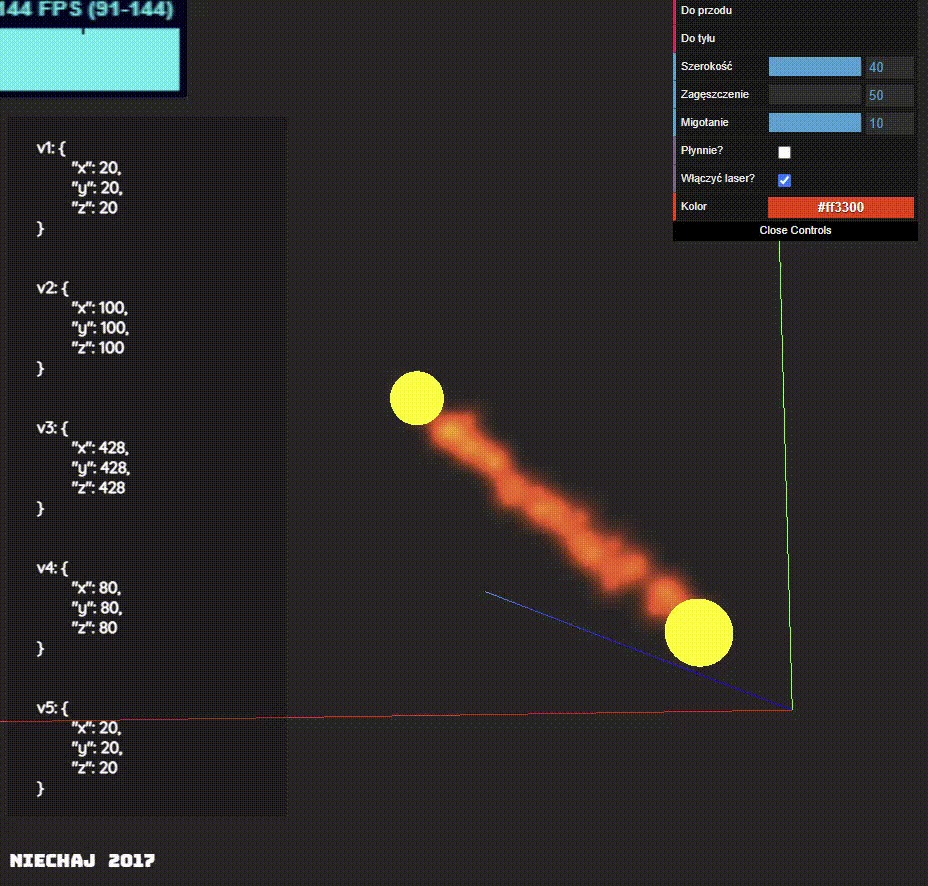 144 FPS (91-144)
Do przodu
Do tyłu
Szerokość 40
Zagęszczenie 50
Migotanie 10
Płynnie?
Włączyć laser?
Kolor #ff3300
Close Controls
v1: {
"x": 20,
"y": 20,
"z": 20
}
v2: {
"x": 100,
"y": 100,
"z": 100
}
v3: {
"x": 428,
"y": 428,
"z": 428
}
v4: {
"x": 80,
"y": 80,
"z": 80
}
v5: {
"x": 20,
"y": 20,
"z": 20
}
NIECHAJ 2017